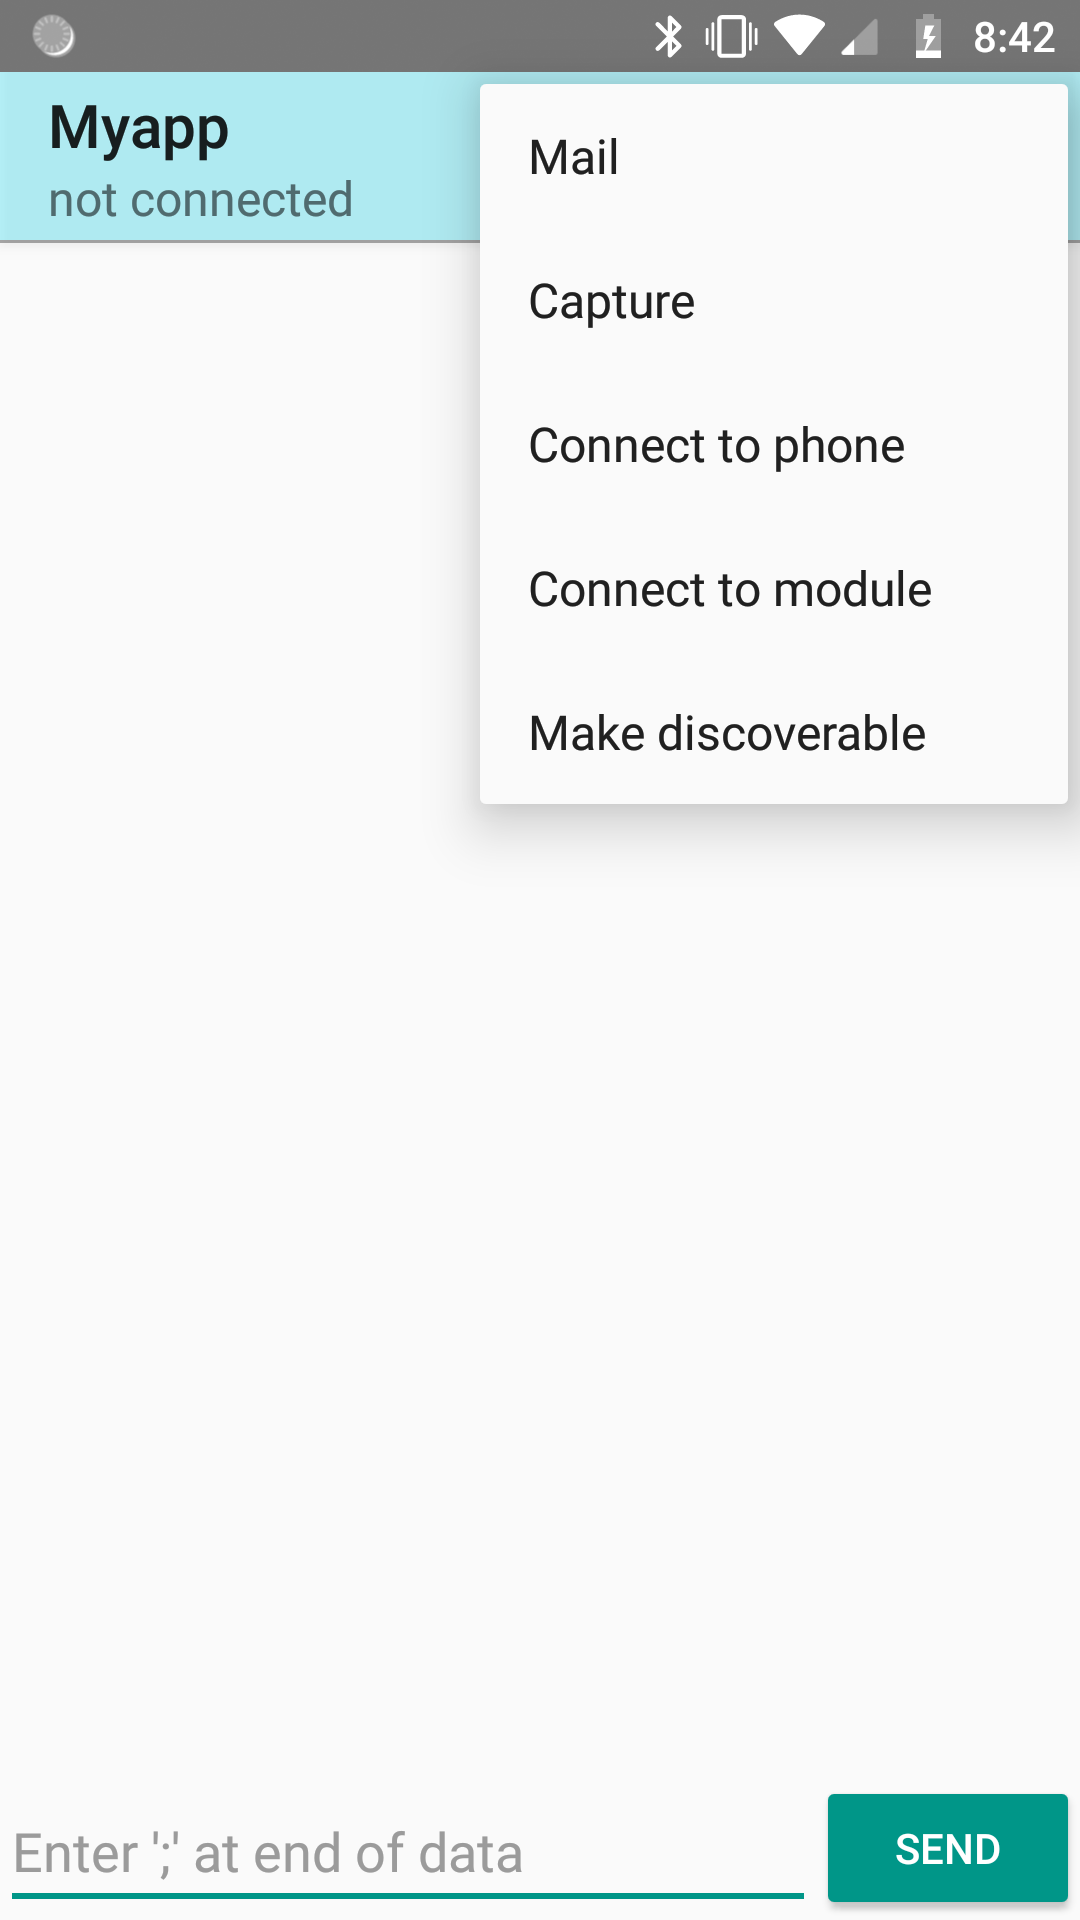 8:42
Myapp
not connected
Mail
Capture
Connect to phone
Connect to module
Make discoverable
Enter ';' at end of data
SEND